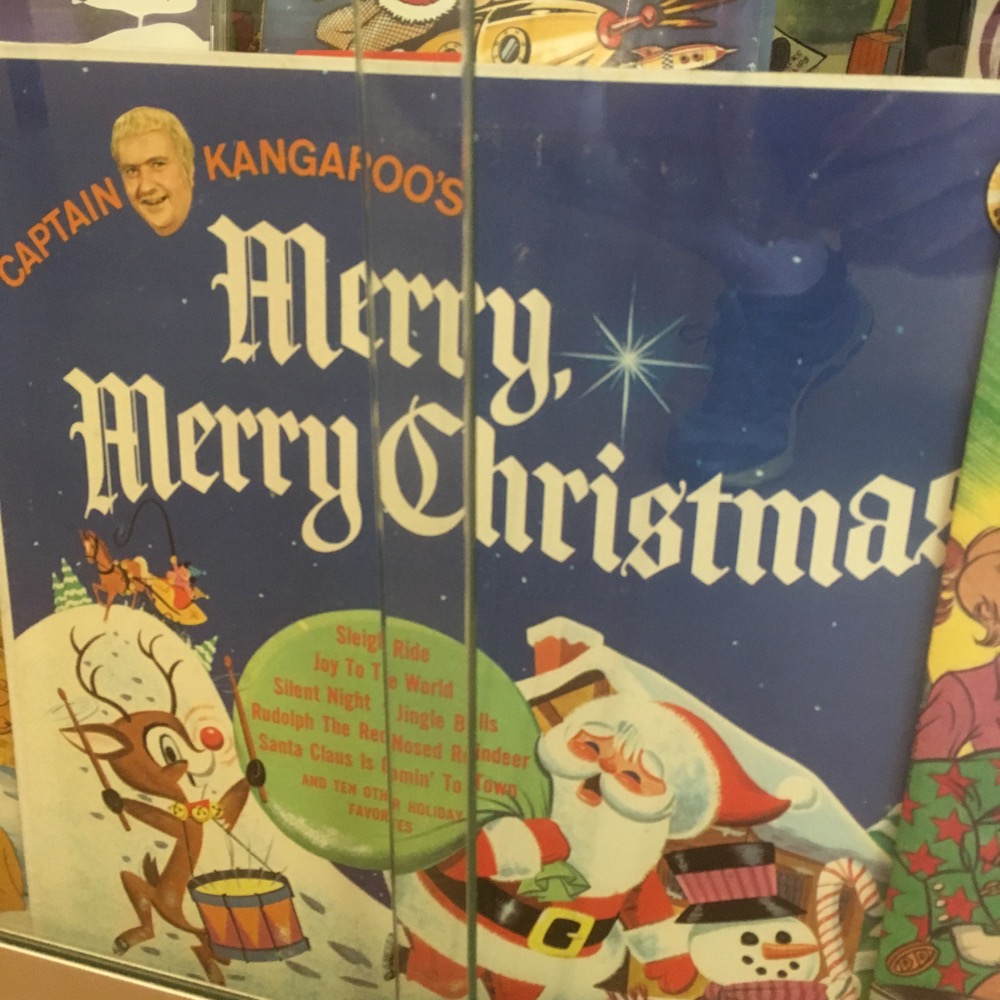 CAPTAIN KANGAROO'S
Merry,
Merry Christmas
Sleigh Ride
Joy To The World
Silent Night Jingle Bells
Rudolph The Red Nosed Reindeer
Santa Claus Is Comin' To Town
AND TEN OTHER HOLIDAY
FAVORITES